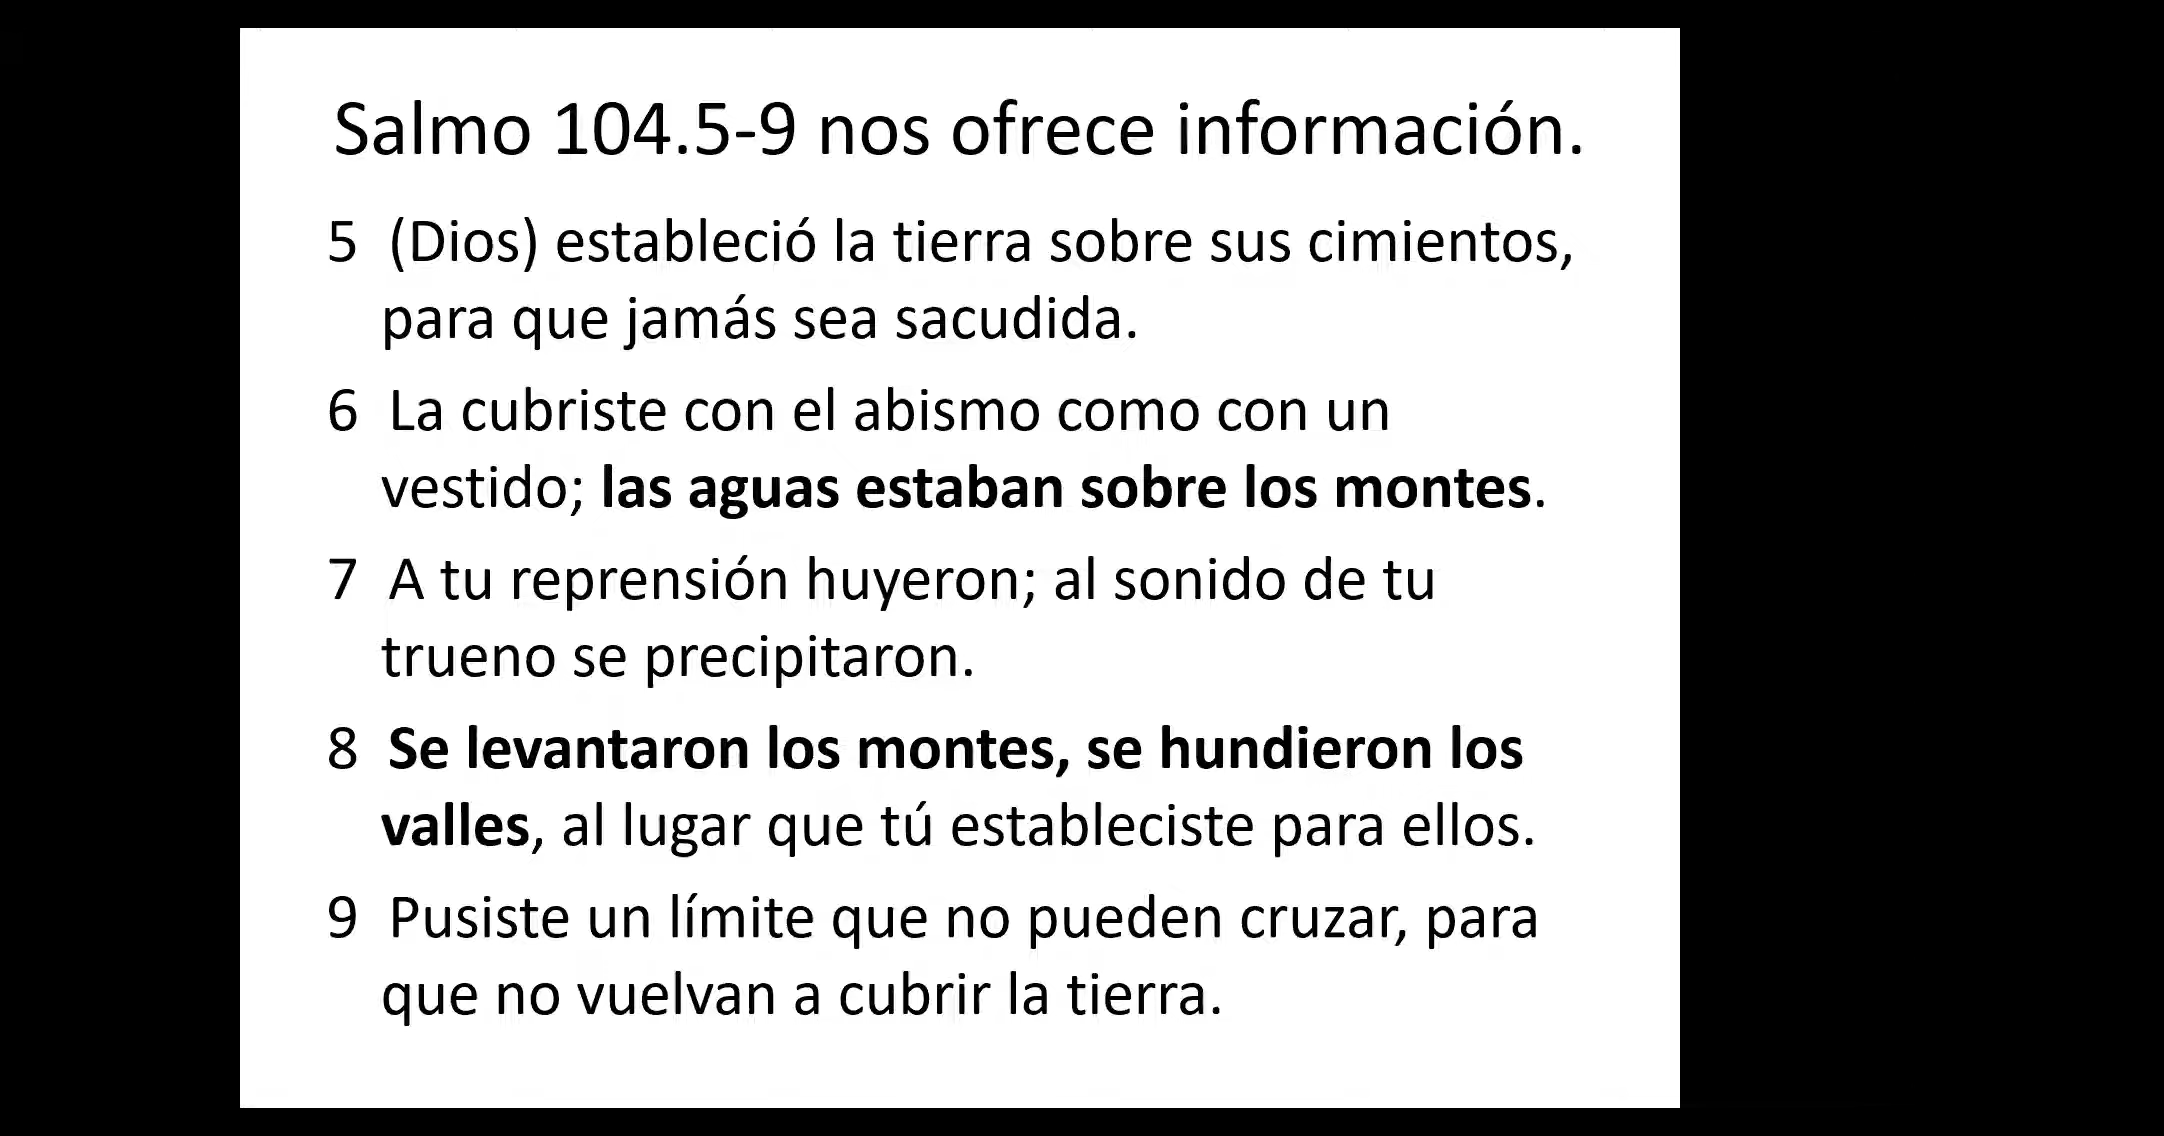 Salmo 104.5-9 nos ofrece información.
5 (Dios) estableció la tierra sobre sus cimientos,
para que jamás sea sacudida.
6 La cubriste con el abismo como con un
vestido; las aguas estaban sobre los montes.
7 A tu reprensión huyeron; al sonido de tu
trueno se precipitaron.
8 Se levantaron los montes, se hundieron los
valles, al lugar que tú estableciste para ellos.
9 Pusiste un límite que no pueden cruzar, para
que no vuelvan a cubrir la tierra.